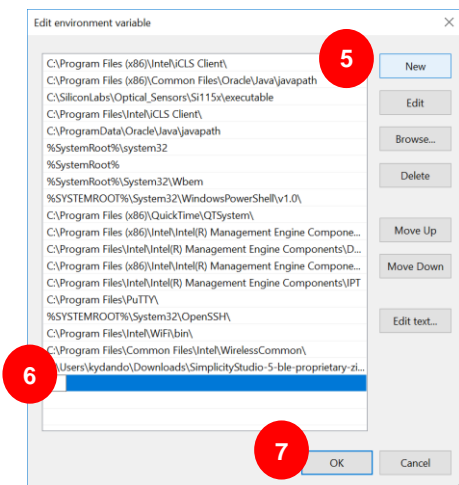 Edit environment variable
C:\Program Files (x86)\Intel\iCLS Client\
C:\Program Files (x86)\Common Files\Oracle\Java\javapath
C:\SiliconLabs\Optical_Sensors\Si115x\executable
C:\Program Files\Intel\iCLS Client\
C:\ProgramData\Oracle\Java\javapath
%SystemRoot%\system32
%SystemRoot%
%SystemRoot%\System32\Wbem
%SYSTEMROOT%\System32\WindowsPowerShell\v1.0\
C:\Program Files (x86)\QuickTime\QTSystem\
C:\Program Files (x86)\Intel\Intel(R) Management Engine Compone...
C:\Program Files\Intel\Intel(R) Management Engine Components\D...
C:\Program Files (x86)\Intel\Intel(R) Management Engine Compone...
C:\Program Files\Intel\Intel(R) Management Engine Components\IPT
C:\Program Files\PuTTY\
%SYSTEMROOT%\System32\OpenSSH\
C:\Program Files\Intel\WiFi\bin\
C:\Program Files\Common Files\Intel\WirelessCommon\
\Users\kydando\Downloads\SimplicityStudio-5-ble-proprietary-zi...
5
New
Edit
Browse...
Delete
Move Up
Move Down
Edit text...
6
7
OK
Cancel